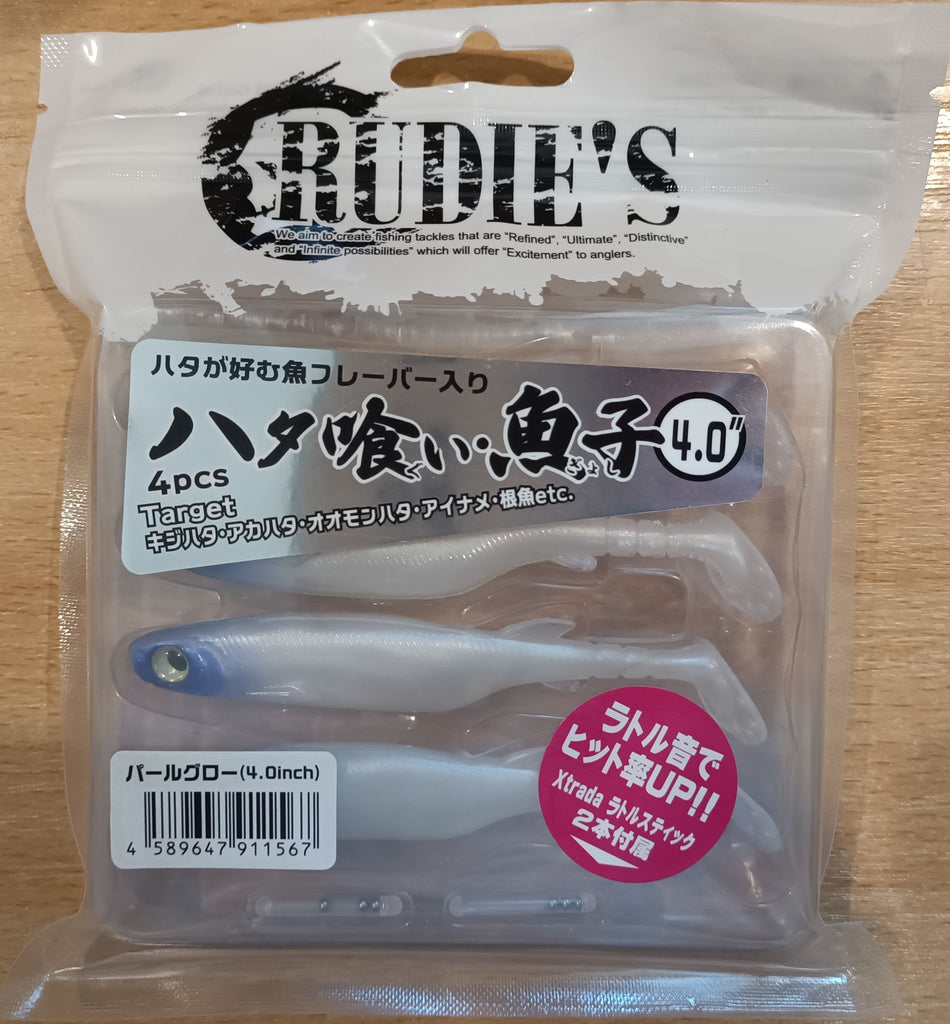 RUDIE'S
We aim to create fishing tackles that are "Refined", "Ultimate", "Distinctive"
and "Infinite possibilities" which will offer "Excitement" to anglers.
ハタが好む魚フレーバー入り
ハタ喰い・魚子 4.0"
ぐ ぎょし
4pcs
Target
キジハタ・アカハタ・オオモンハタ・アイナメ・根魚etc.
ラトル音で
ヒット率UP!!
Xtrada ラトルスティック
2本付属
パールグロー(4.0inch)
4 589647 911567